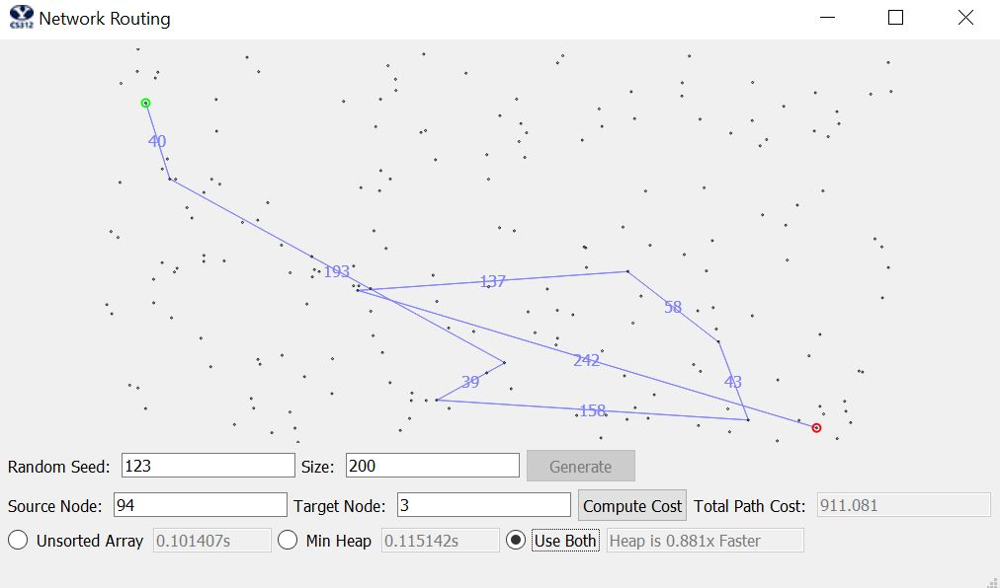 CS312 Network Routing
40
193
137
58
242
43
39
158
Random Seed: 123 Size: 200 Generate
Source Node: 94 Target Node: 3 Compute Cost Total Path Cost: 911.081
Unsorted Array 0.101407s Min Heap 0.115142s Use Both Heap is 0.881x Faster